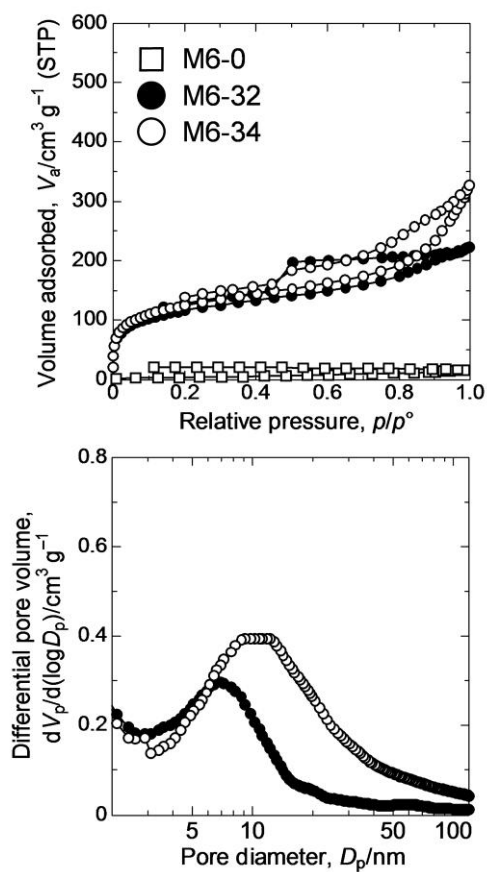 600
500
400
300
200
100
0
M6-0
M6-32
M6-34
Volume adsorbed, Vₐ/cm³ g⁻¹ (STP)
0 0.2 0.4 0.6 0.8 1.0
Relative pressure, p/p°
0.8
0.6
0.4
0.2
0
Differential pore volume,
dVₚ/d(logDₚ)/cm³ g⁻¹
5 10 50 100
Pore diameter, Dₚ/nm